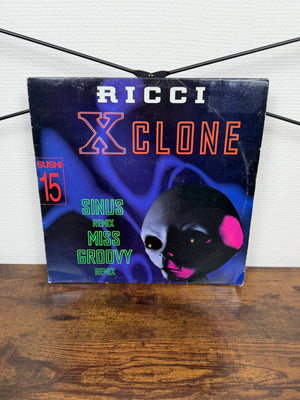 RICCI
X CLONE
SUSHI
15
SINUS
REMIX
MISS
GROOVY
REMIX